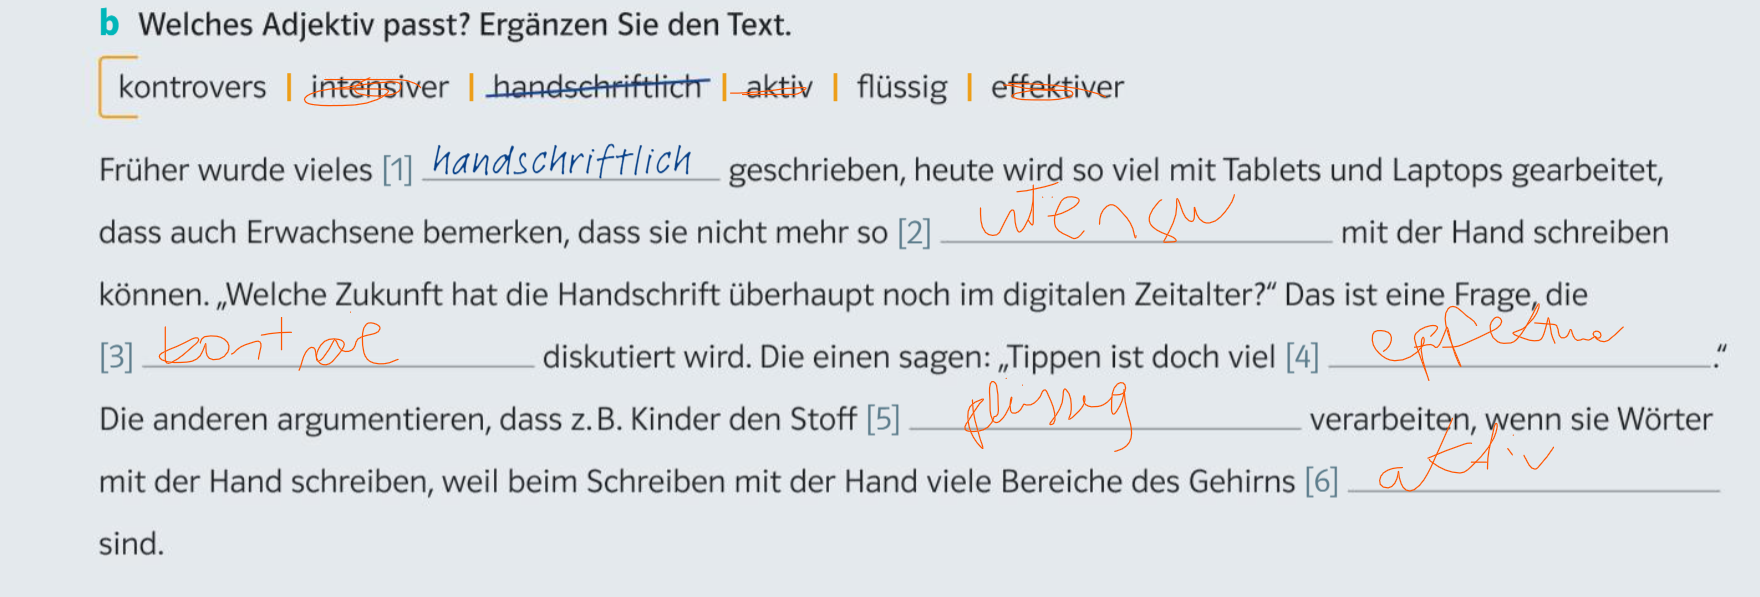 b Welches Adjektiv passt? Ergänzen Sie den Text.
kontrovers | intensiver | handschriftlich | aktiv | flüssig | effektiver
Früher wurde vieles [1] handschriftlich geschrieben, heute wird so viel mit Tablets und Laptops gearbeitet,
dass auch Erwachsene bemerken, dass sie nicht mehr so [2] mit der Hand schreiben
können. „Welche Zukunft hat die Handschrift überhaupt noch im digitalen Zeitalter?“ Das ist eine Frage, die
[3] diskutiert wird. Die einen sagen: „Tippen ist doch viel [4] .“
Die anderen argumentieren, dass z. B. Kinder den Stoff [5] verarbeiten, wenn sie Wörter
mit der Hand schreiben, weil beim Schreiben mit der Hand viele Bereiche des Gehirns [6] aktiv
sind.